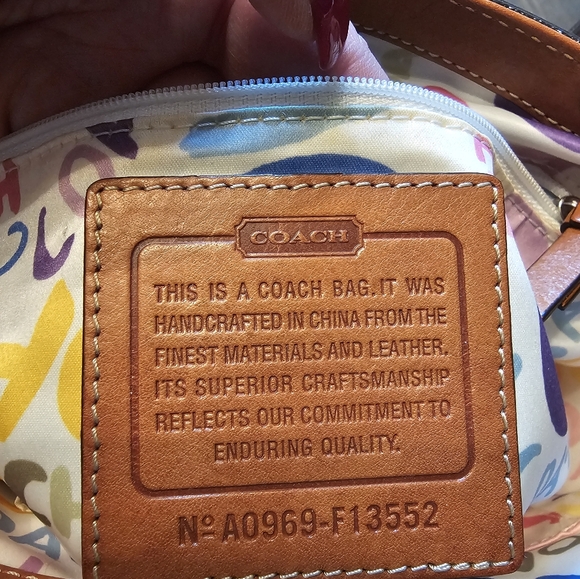 COACH
THIS IS A COACH BAG. IT WAS
HANDCRAFTED IN CHINA FROM THE
FINEST MATERIALS AND LEATHER.
ITS SUPERIOR CRAFTSMANSHIP
REFLECTS OUR COMMITMENT TO
ENDURING QUALITY.
Nº A0969-F13552